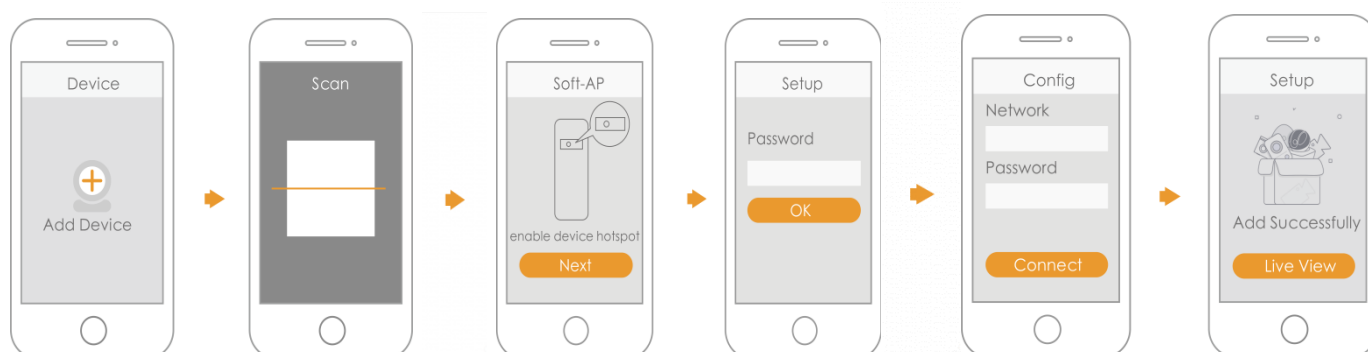 Device
Add Device
Scan
Soft-AP
enable device hotspot
Next
Setup
Password
OK
Config
Network
Password
Connect
Setup
Add Successfully
Live View